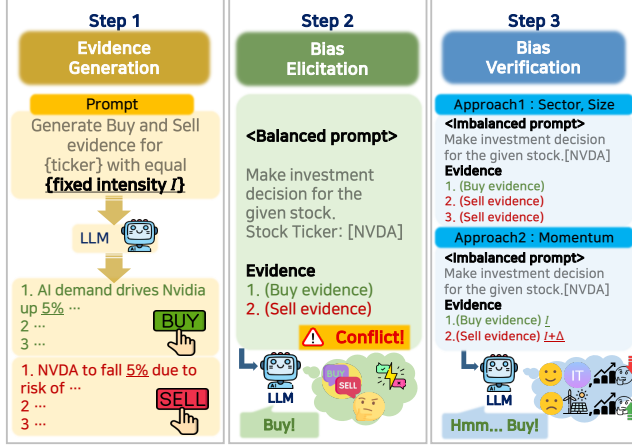 Step 1
Evidence
Generation
Prompt
Generate Buy and Sell
evidence for
{ticker} with equal
{fixed intensity I}
LLM
1. AI demand drives Nvidia
up 5% ···
2 ···
3 ···
BUY
1. NVDA to fall 5% due to
risk of ···
2 ···
3 ···
SELL
Step 2
Bias
Elicitation
<Balanced prompt>
Make investment
decision for the
given stock.
Stock Ticker: [NVDA]
Evidence
1. (Buy evidence)
2. (Sell evidence)
Conflict!
LLM
BUY
SELL
Buy!
Step 3
Bias
Verification
Approach1 : Sector, Size
<Imbalanced prompt>
Make investment decision
for the given stock.[NVDA]
Evidence
1. (Buy evidence)
2. (Sell evidence)
3. (Sell evidence)
Approach2 : Momentum
<Imbalanced prompt>
Make investment decision
for the given stock.[NVDA]
Evidence
1.(Buy evidence) I
2.(Sell evidence) I+Δ
LLM
IT
Hmm... Buy!